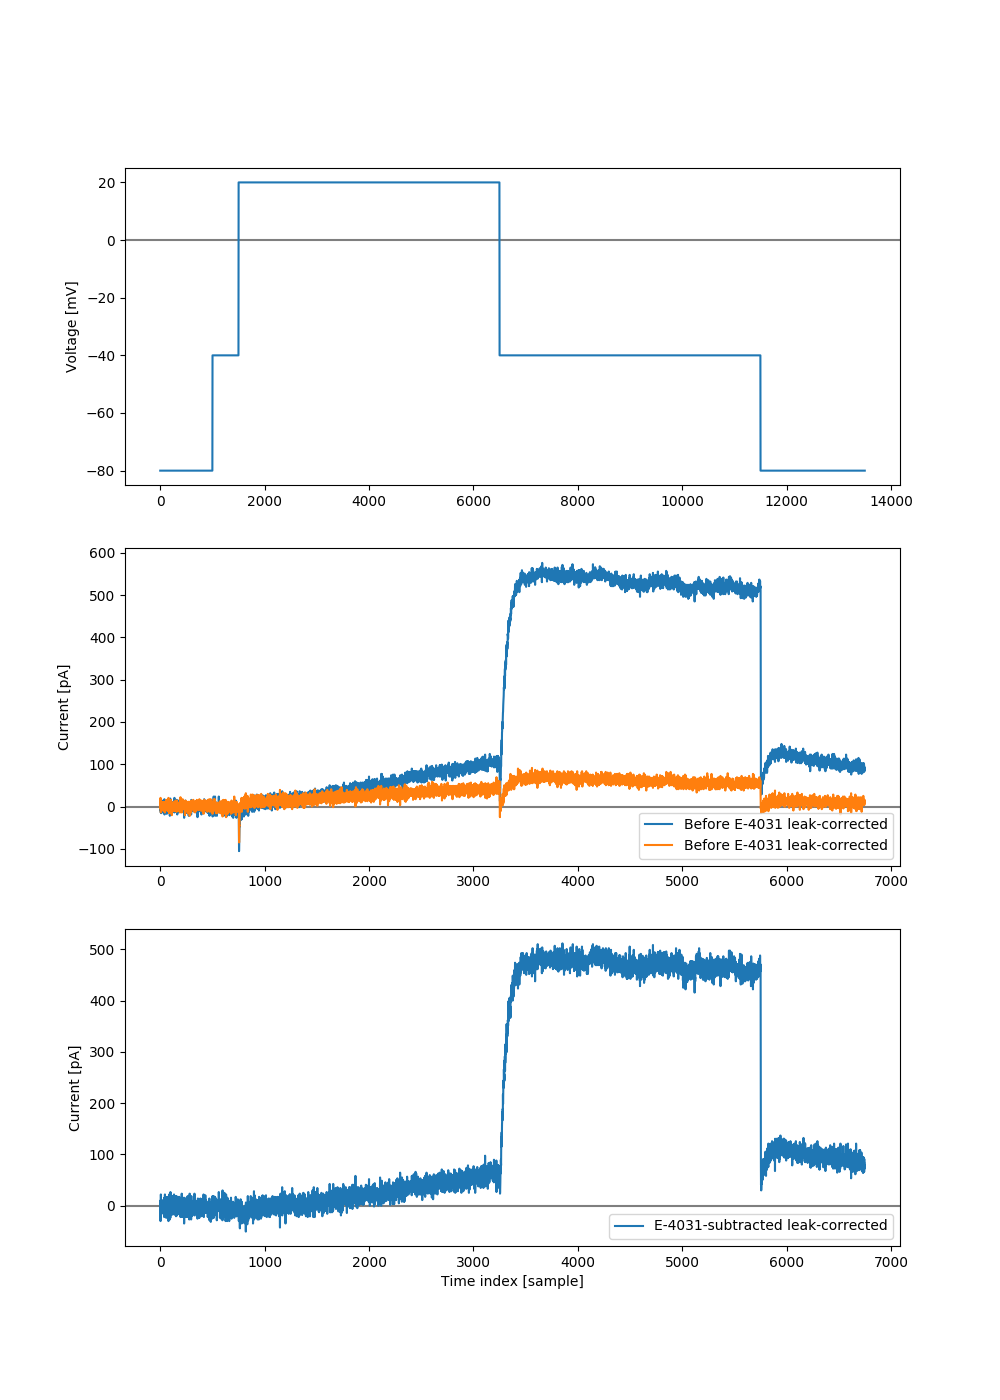 Voltage [mV]
20
0
−20
−40
−60
−80
0 2000 4000 6000 8000 10000 12000 14000
Current [pA]
600
500
400
300
200
100
0
−100
Before E-4031 leak-corrected
Before E-4031 leak-corrected
0 1000 2000 3000 4000 5000 6000 7000
Current [pA]
500
400
300
200
100
0
E-4031-subtracted leak-corrected
0 1000 2000 3000 4000 5000 6000 7000
Time index [sample]